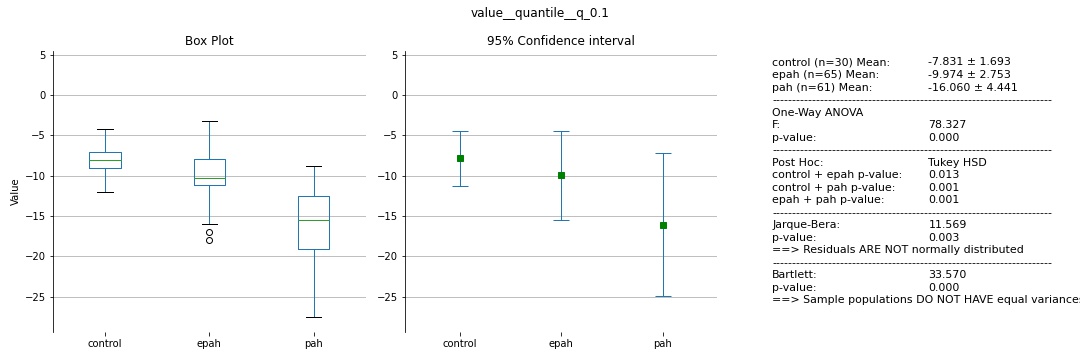 value__quantile__q_0.1
Box Plot
5
0
−5
−10
−15
−20
−25
Value
control
epah
pah
95% Confidence interval
5
0
−5
−10
−15
−20
−25
control
epah
pah
control (n=30) Mean: -7.831 ± 1.693
epah (n=65) Mean: -9.974 ± 2.753
pah (n=61) Mean: -16.060 ± 4.441
One-Way ANOVA
F: 78.327
p-value: 0.000
Post Hoc: Tukey HSD
control + epah p-value: 0.013
control + pah p-value: 0.001
epah + pah p-value: 0.001
Jarque-Bera: 11.569
p-value: 0.003
==> Residuals ARE NOT normally distributed
Bartlett: 33.570
p-value: 0.000
==> Sample populations DO NOT HAVE equal variances